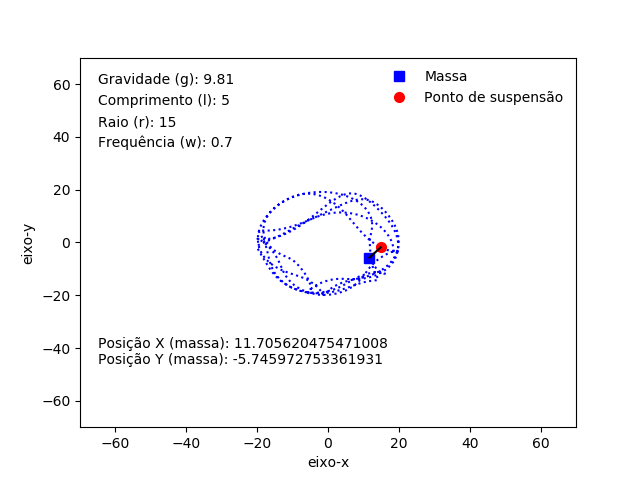 Gravidade (g): 9.81
Comprimento (l): 5
Raio (r): 15
Frequência (w): 0.7
Massa
Ponto de suspensão
60
40
20
0
−20
−40
−60
eixo-y
Posição X (massa): 11.705620475471008
Posição Y (massa): -5.745972753361931
−60 −40 −20 0 20 40 60
eixo-x